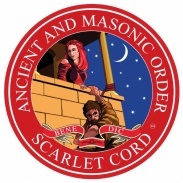 ANCIENT AND MASONIC ORDER
BENE DIC
SCARLET CORD